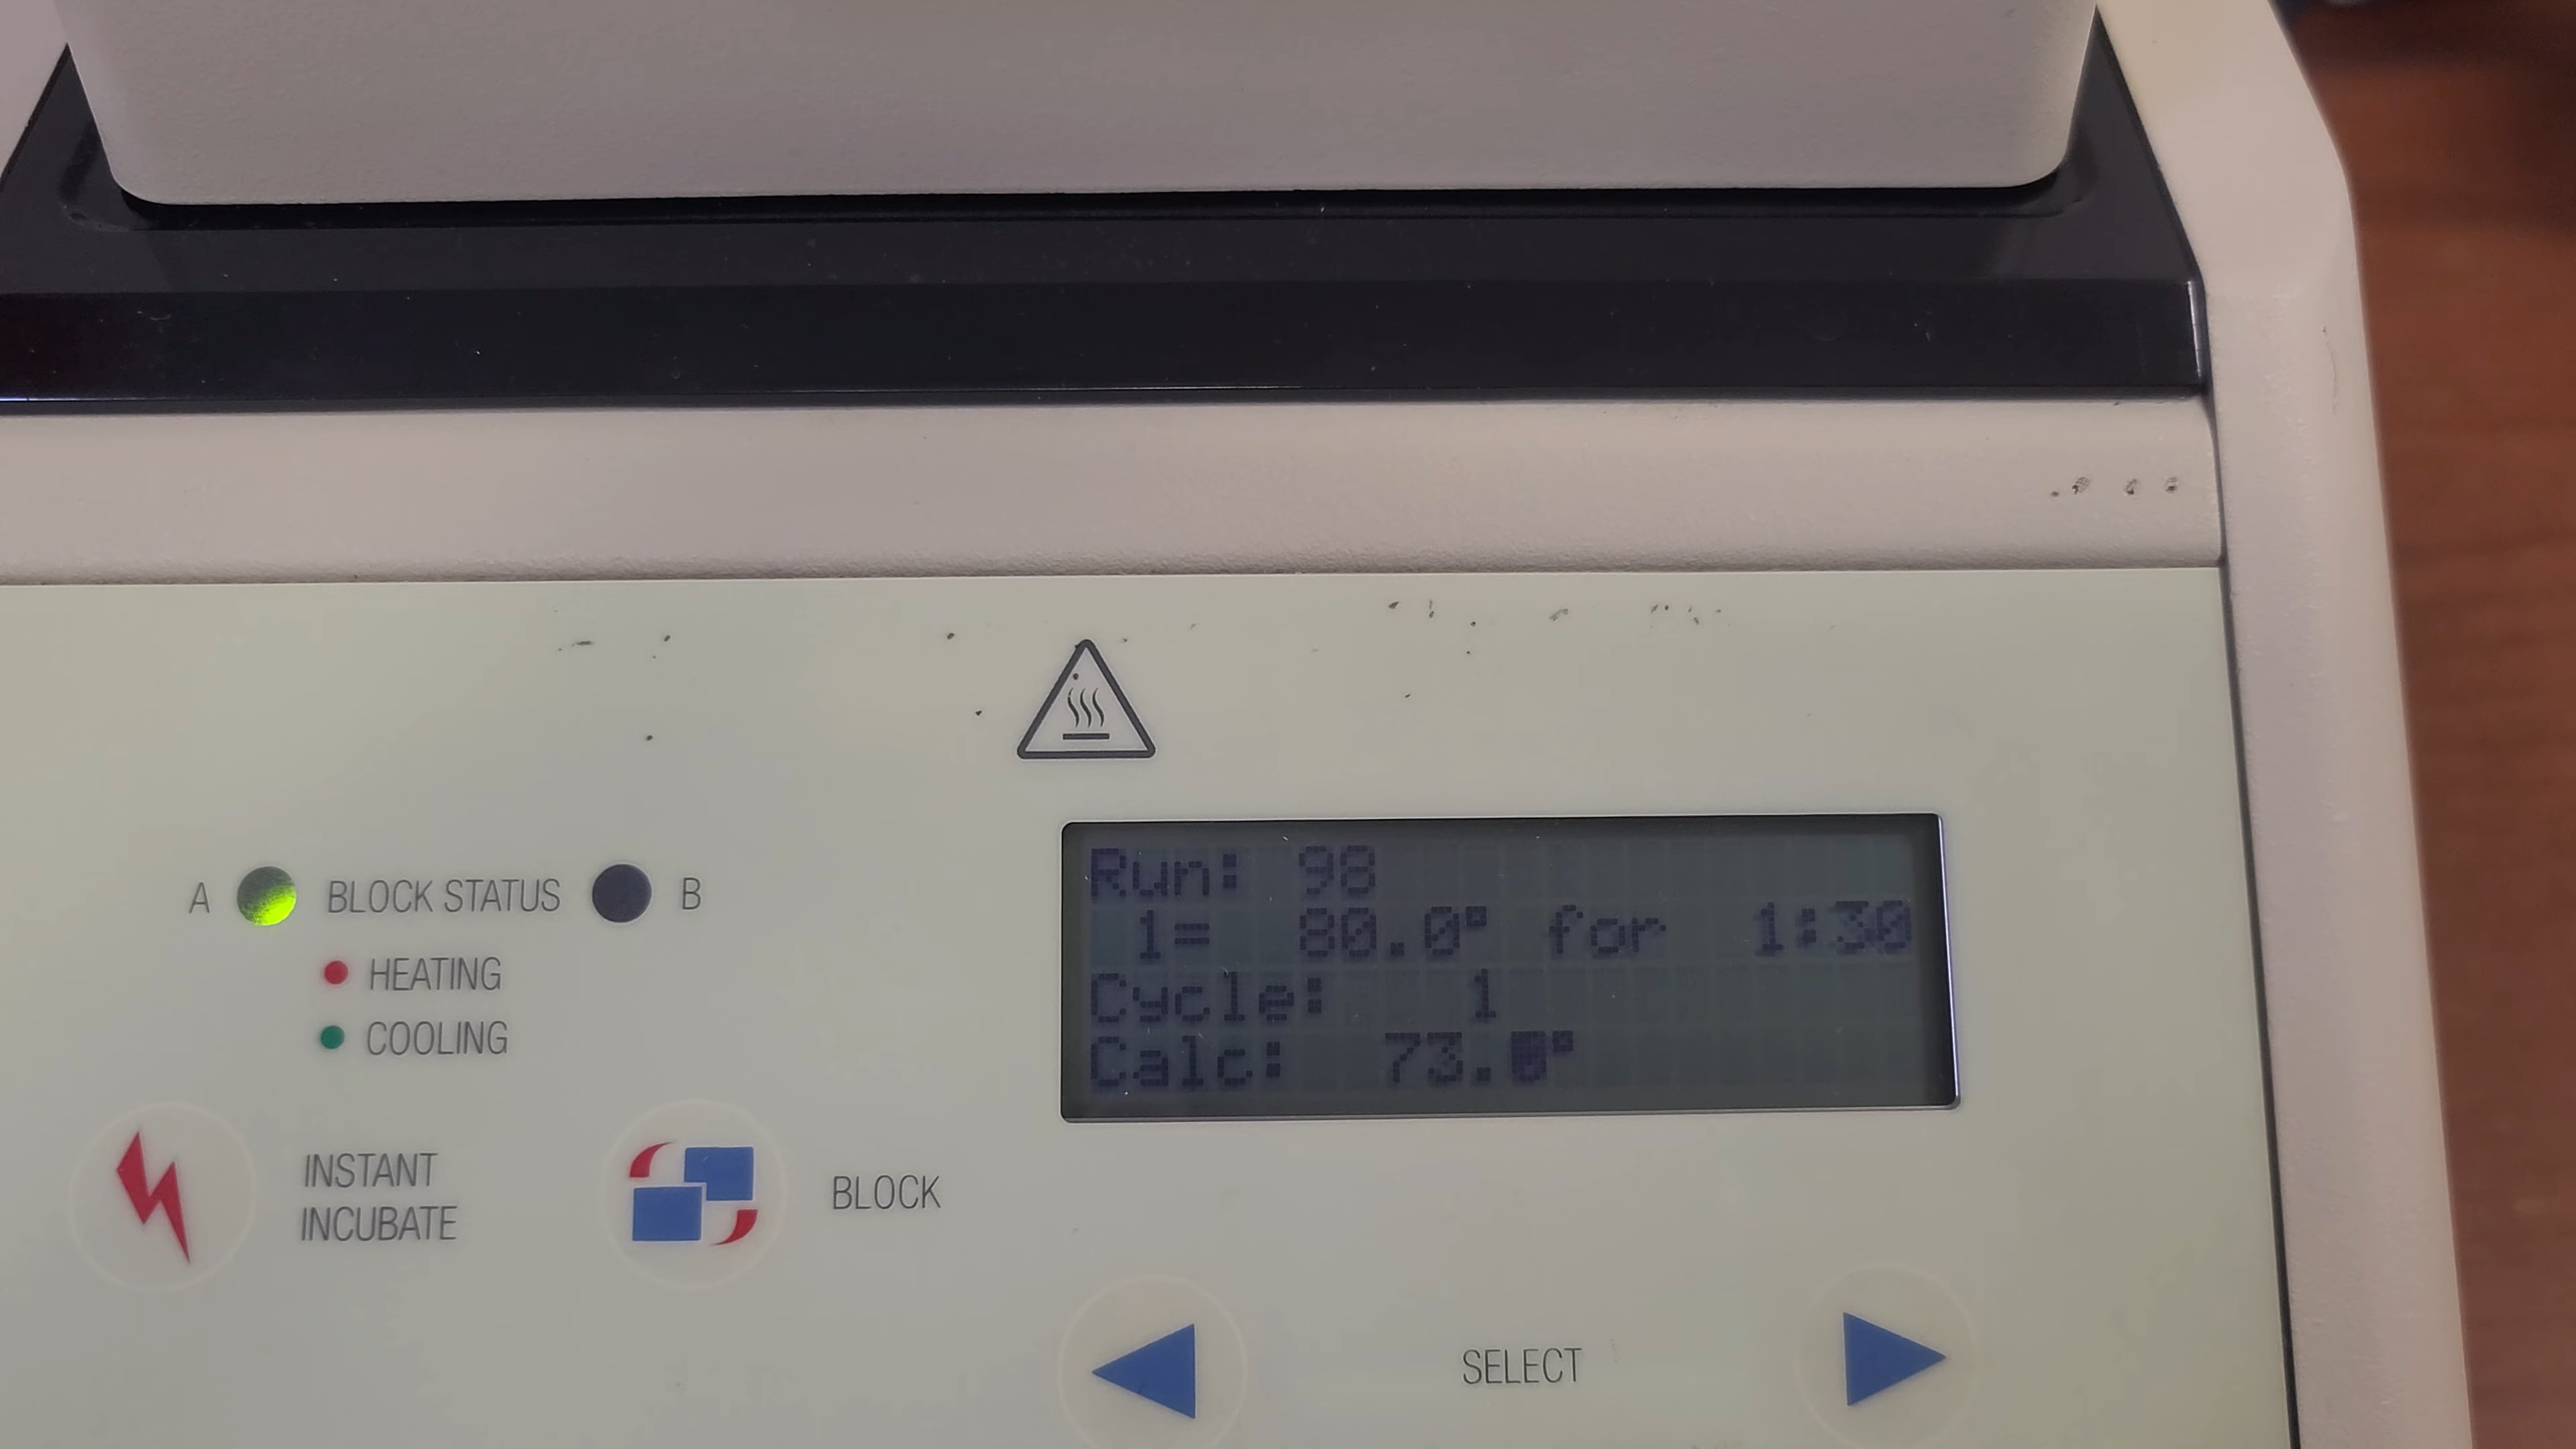 A BLOCK STATUS B
HEATING
COOLING
INSTANT
INCUBATE
BLOCK
Run: 98
1= 80.0° for 1:30
Cycle: 1
Calc:
SELECT